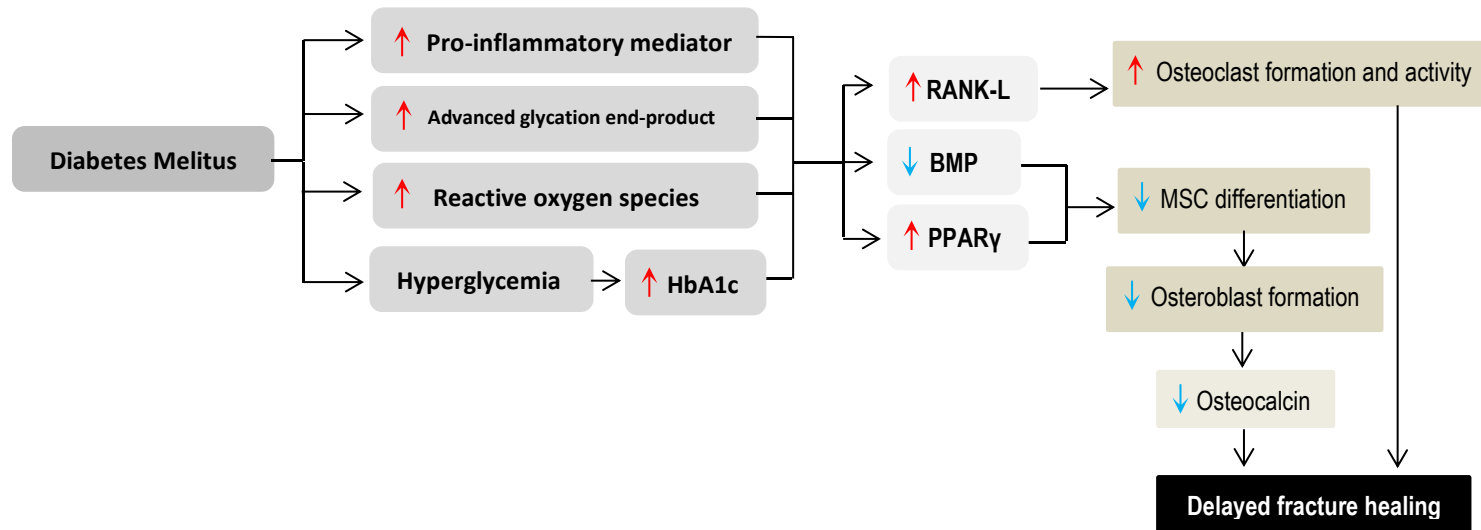 Pro-inflammatory mediator
Advanced glycation end-product
Diabetes Melitus
Reactive oxygen species
Hyperglycemia
HbA1c
RANK-L
BMP
PPARγ
Osteoclast formation and activity
MSC differentiation
Osteroblast formation
Osteocalcin
Delayed fracture healing